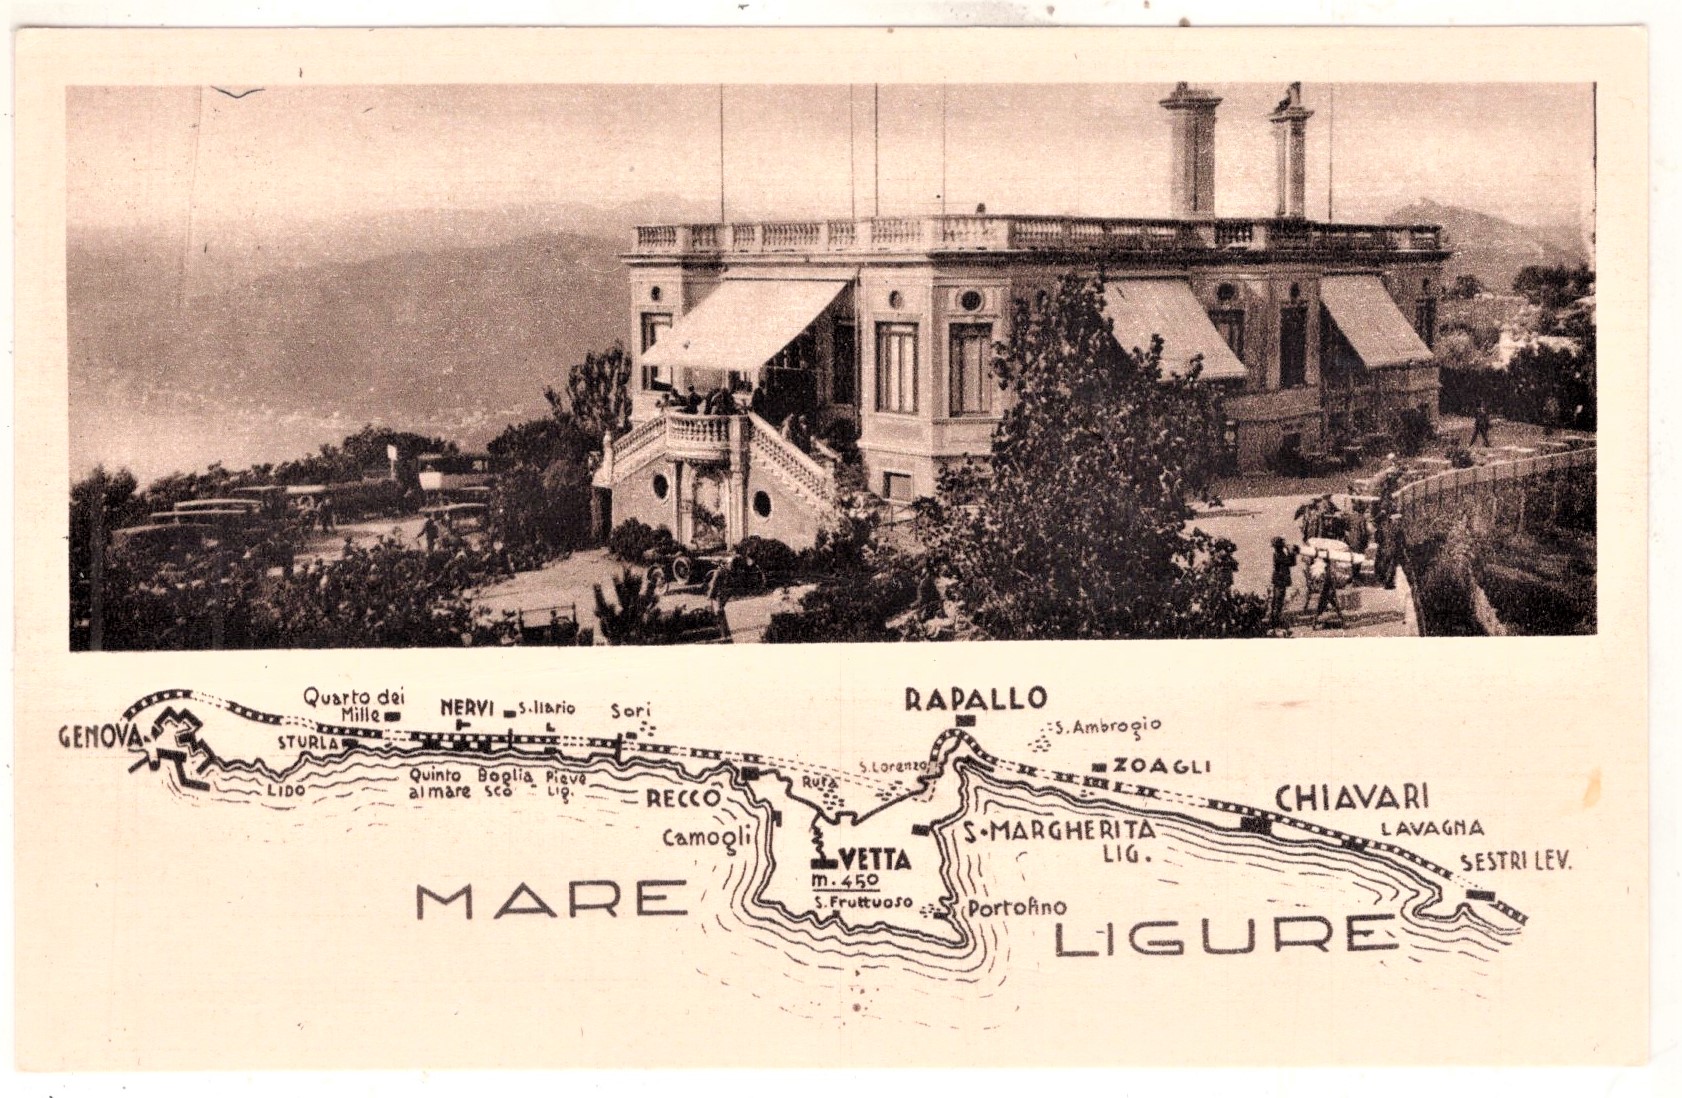 GENOVA
Quarto dei
Mille
NERVI
S. Ilario
Sori
STURLA
LIDO
Quinto
al mare
Boglia
sco
Pieve
Lig.
RECCO
Camogli
Ruta
S. Lorenzo
RAPALLO
S. Ambrogio
ZOAGLI
CHIAVARI
LAVAGNA
SESTRI LEV.
S. MARGHERITA
LIG.
VETTA
m. 450
S. Fruttuoso
Portofino
MARE
LIGURE